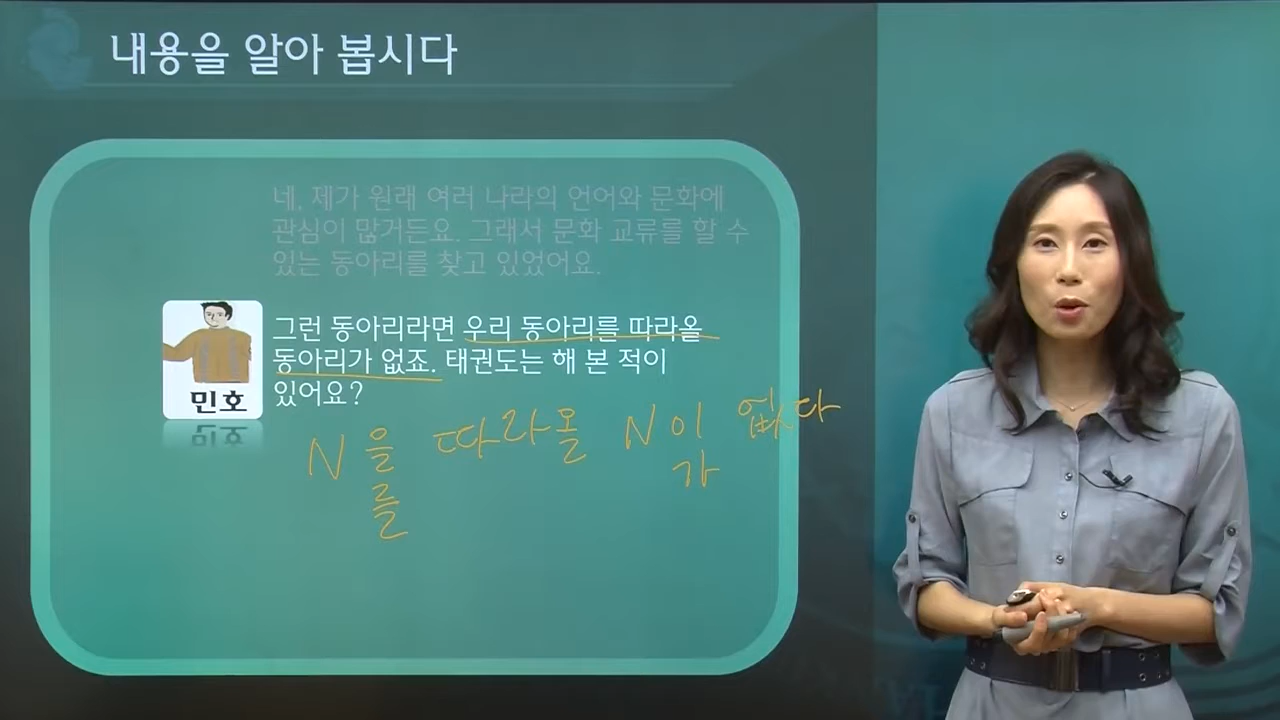 내용을 알아 봅시다
네, 제가 원래 여러 나라의 언어와 문화에
관심이 많거든요. 그래서 문화 교류를 할 수
있는 동아리를 찾고 있었어요.
그런 동아리라면 우리 동아리를 따라올
동아리가 없죠. 태권도는 해 본 적이
있어요?
민호
N을 따라올 N이 없다
를 가